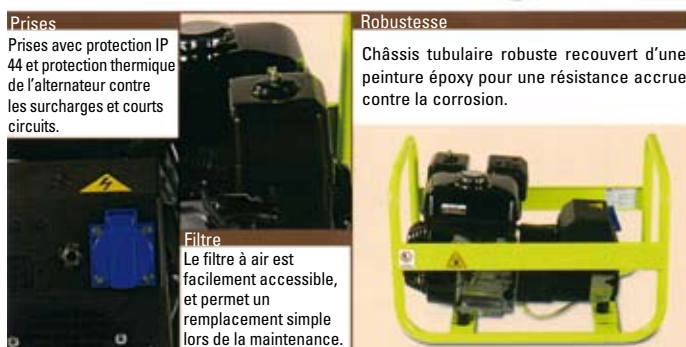 Prises
Prises avec protection IP
44 et protection thermique
de l'alternateur contre
les surcharges et courts
circuits.
Filtre
Le filtre à air est
facilement accessible,
et permet un
remplacement simple
lors de la maintenance.
Robustesse
Châssis tubulaire robuste recouvert d'une
peinture époxy pour une résistance accrue
contre la corrosion.